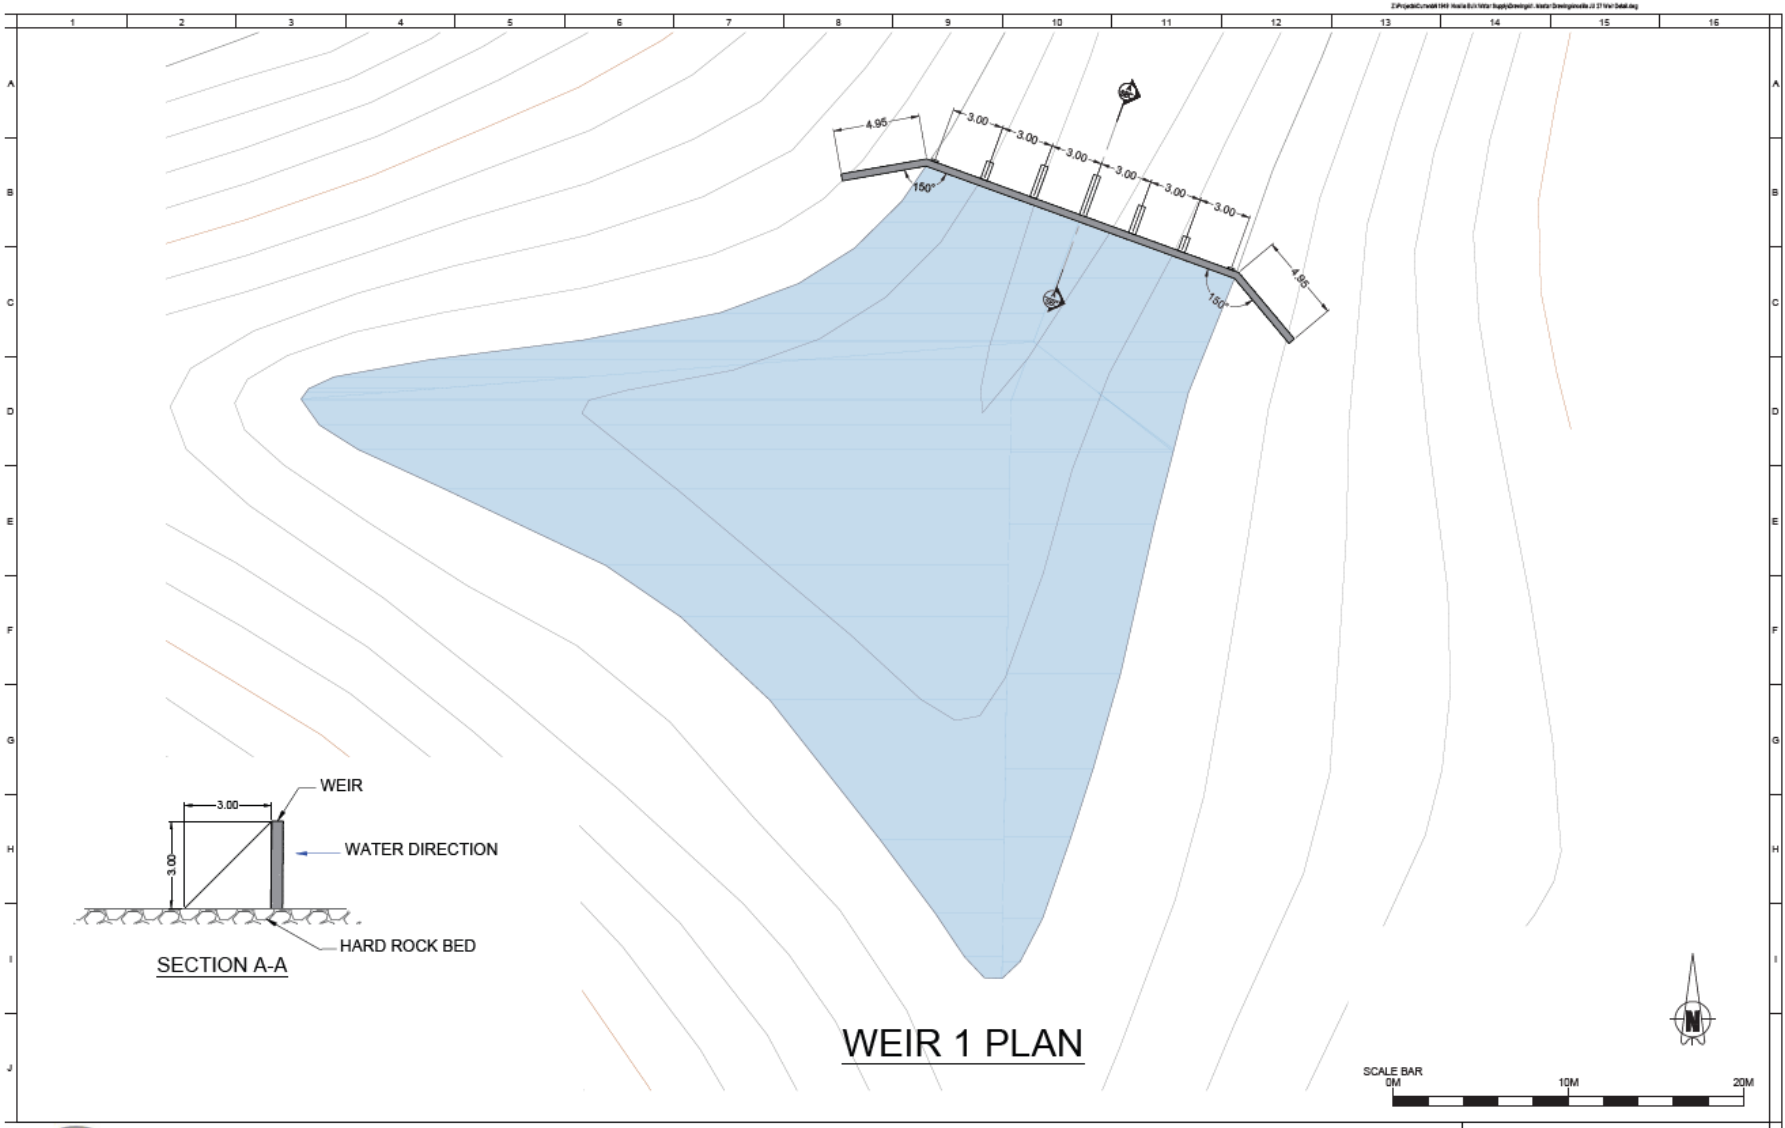 1 2 3 4 5 6 7 8 9 10 11 12 13 14 15 16
A A
B B
C C
D D
E E
F F
G G
H H
I I
J
4.95
3.00
3.00
3.00
3.00
3.00
3.00
150°
150°
4.95
WEIR
3.00
3.00
WATER DIRECTION
HARD ROCK BED
SECTION A-A
WEIR 1 PLAN
N
SCALE BAR
0M 10M 20M